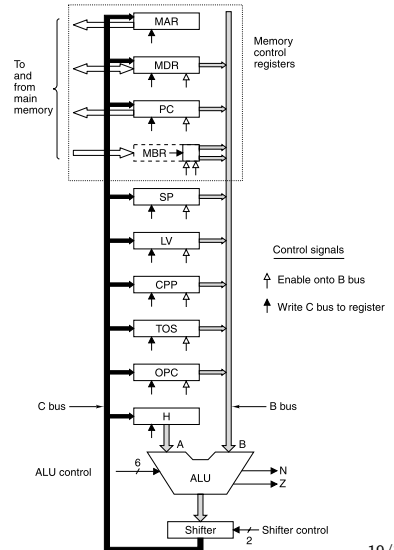 MAR
To
and
from
main
memory
MDR
Memory
control
registers
PC
MBR
SP
LV
Control signals
Enable onto B bus
CPP
Write C bus to register
TOS
OPC
C bus
B bus
H
A
B
6
ALU control
ALU
N
Z
Shifter
Shifter control
2
19/